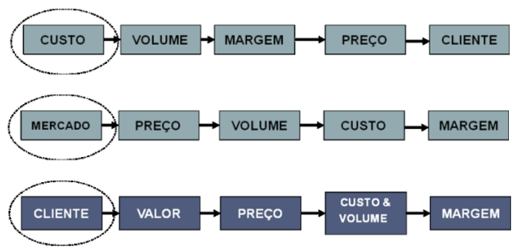 CUSTO VOLUME MARGEM PREÇO CLIENTE
MERCADO PREÇO VOLUME CUSTO MARGEM
CLIENTE VALOR PREÇO CUSTO & VOLUME MARGEM